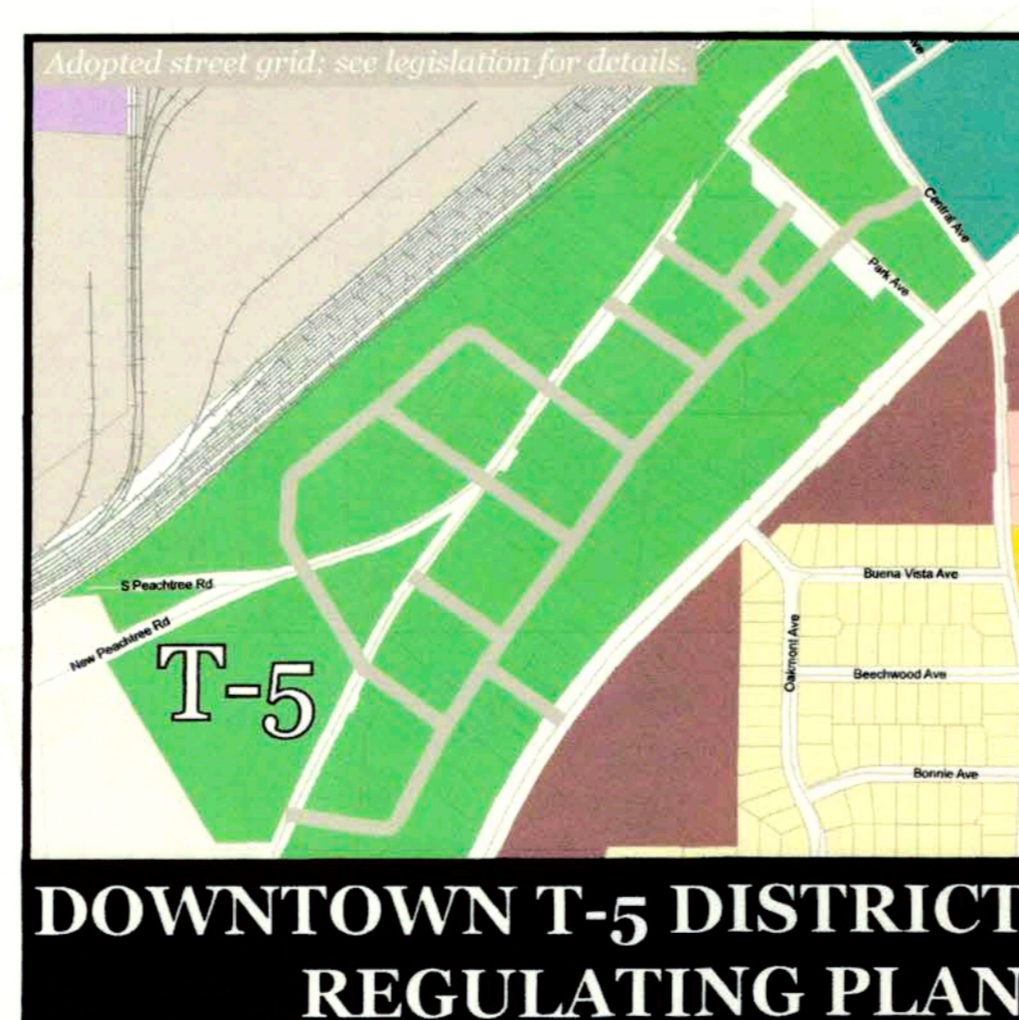 Adopted street grid; see legislation for details.
ve
Central Ave
Park Ave
S Peachtree Rd
New Peachtree Rd
T-5
Buena Vista Ave
Oakmont Ave
Beechwood Ave
Bonnie Ave
DOWNTOWN T-5 DISTRICT
REGULATING PLAN